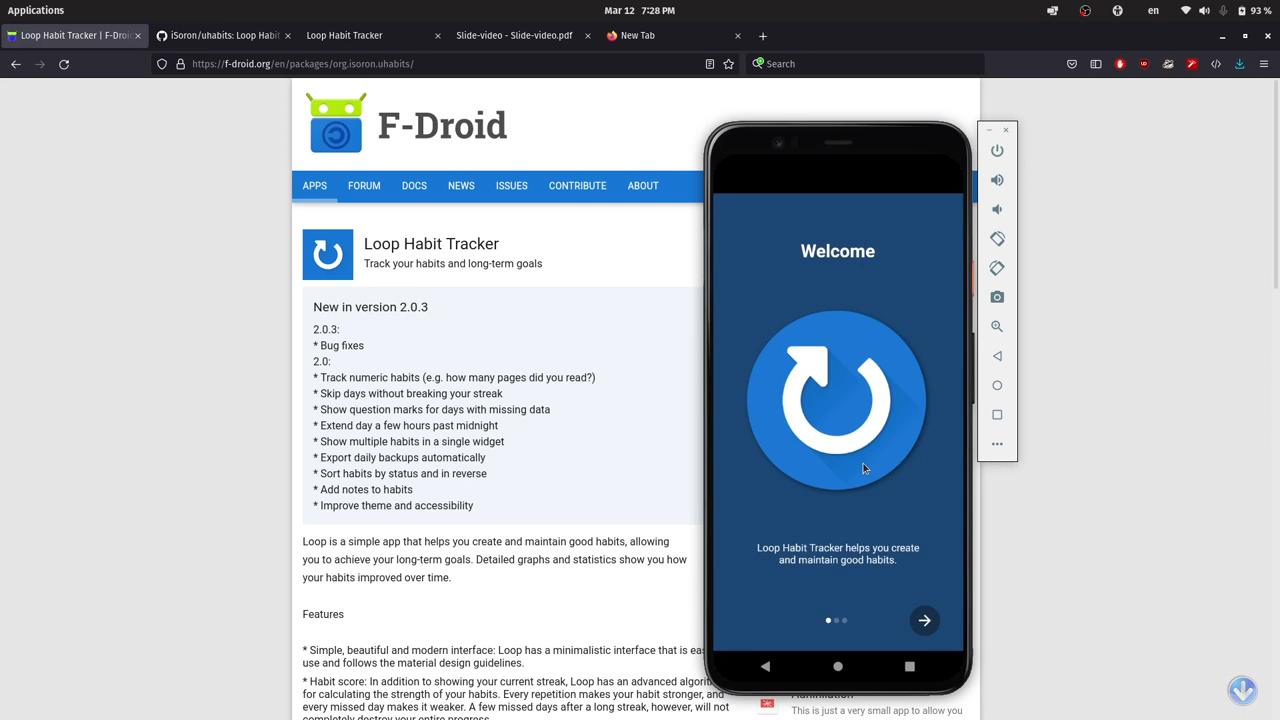 Applications
Mar 12 7:28 PM
en
93 %
Loop Habit Tracker | F-Droi
iSoron/uhabits: Loop Habit
Loop Habit Tracker
Slide-video - Slide-video.pdf
New Tab
https://f-droid.org/en/packages/org.isoron.uhabits/
Search
F-Droid
APPS
FORUM
DOCS
NEWS
ISSUES
CONTRIBUTE
ABOUT
Loop Habit Tracker
Track your habits and long-term goals
New in version 2.0.3
2.0.3:
* Bug fixes
2.0:
* Track numeric habits (e.g. how many pages did you read?)
* Skip days without breaking your streak
* Show question marks for days with missing data
* Extend day a few hours past midnight
* Show multiple habits in a single widget
* Export daily backups automatically
* Sort habits by status and in reverse
* Add notes to habits
* Improve theme and accessibility
Loop is a simple app that helps you create and maintain good habits, allowing
you to achieve your long-term goals. Detailed graphs and statistics show you how
your habits improved over time.
Features
* Simple, beautiful and modern interface: Loop has a minimalistic interface that is eas
use and follows the material design guidelines.
* Habit score: In addition to showing your current streak, Loop has an advanced algorit
for calculating the strength of your habits. Every repetition makes your habit stronger, and
every missed day makes it weaker. A few missed days after a long streak, however, will not
completely destroy your entire progress.
Welcome
Loop Habit Tracker helps you create
and maintain good habits.
This is just a very small app to allow you